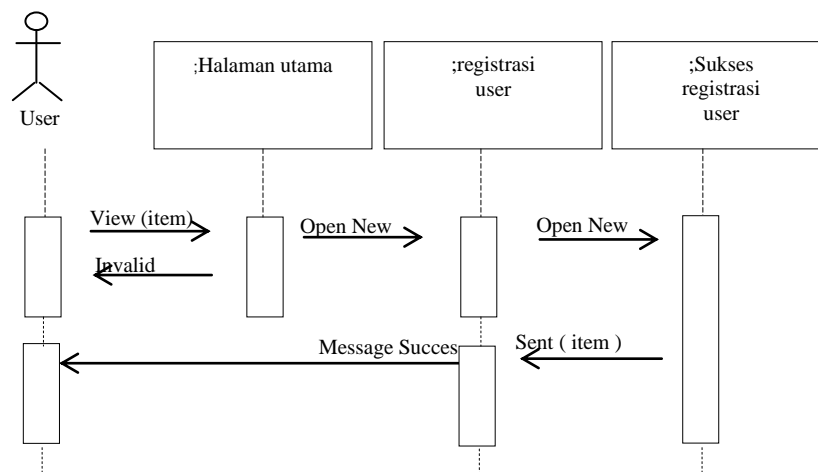 ;Halaman utama
;registrasi
user
;Sukses
registrasi
user
User
View (item)
Open New
Open New
Invalid
Message Succes
Sent ( item )